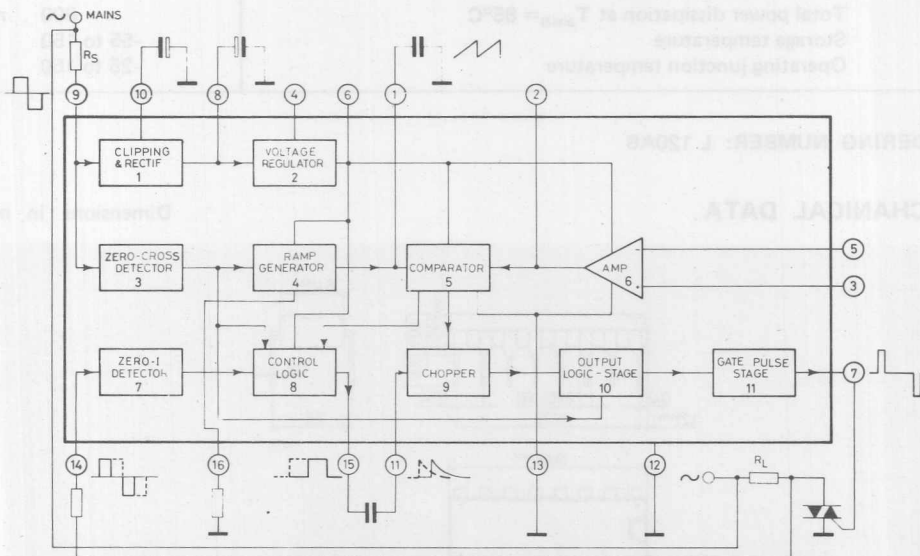 MAINS
R_S
9
10
8
4
6
1
2
CLIPPING
& RECTIF
1
VOLTAGE
REGULATOR
2
ZERO-CROSS
DETECTOR
3
RAMP
GENERATOR
4
COMPARATOR
5
AMP.
6
5
3
ZERO-I
DETECTOR
7
CONTROL
LOGIC
8
CHOPPER
9
OUTPUT
LOGIC-STAGE
10
GATE PULSE
STAGE
11
7
14
16
15
11
13
12
R_L
Total power dissipation at T
= 85°C
Storage temperature
Operating junction temperature
ORDERING NUMBER: L 120AB
MECHANICAL DATA
Dimensions in m